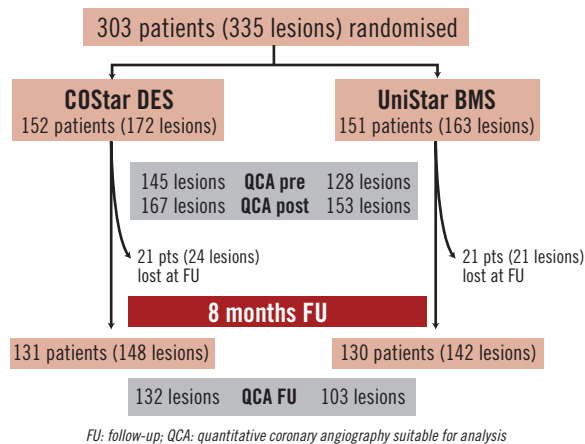 303 patients (335 lesions) randomised
COStar DES
152 patients (172 lesions)
UniStar BMS
151 patients (163 lesions)
145 lesions QCA pre 128 lesions
167 lesions QCA post 153 lesions
21 pts (24 lesions)
lost at FU
21 pts (21 lesions)
lost at FU
8 months FU
131 patients (148 lesions)
130 patients (142 lesions)
132 lesions QCA FU 103 lesions
FU: follow-up; QCA: quantitative coronary angiography suitable for analysis